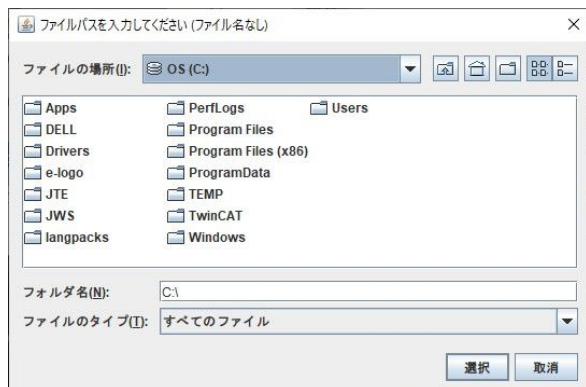 ファイルパスを入力してください (ファイル名なし)
ファイルの場所(I): OS (C:)
Apps PerfLogs Users
DELL Program Files
Drivers Program Files (x86)
e-logo ProgramData
JTE TEMP
JWS TwinCAT
langpacks Windows
フォルダ名(N): C:\
ファイルのタイプ(T): すべてのファイル
選択 取消